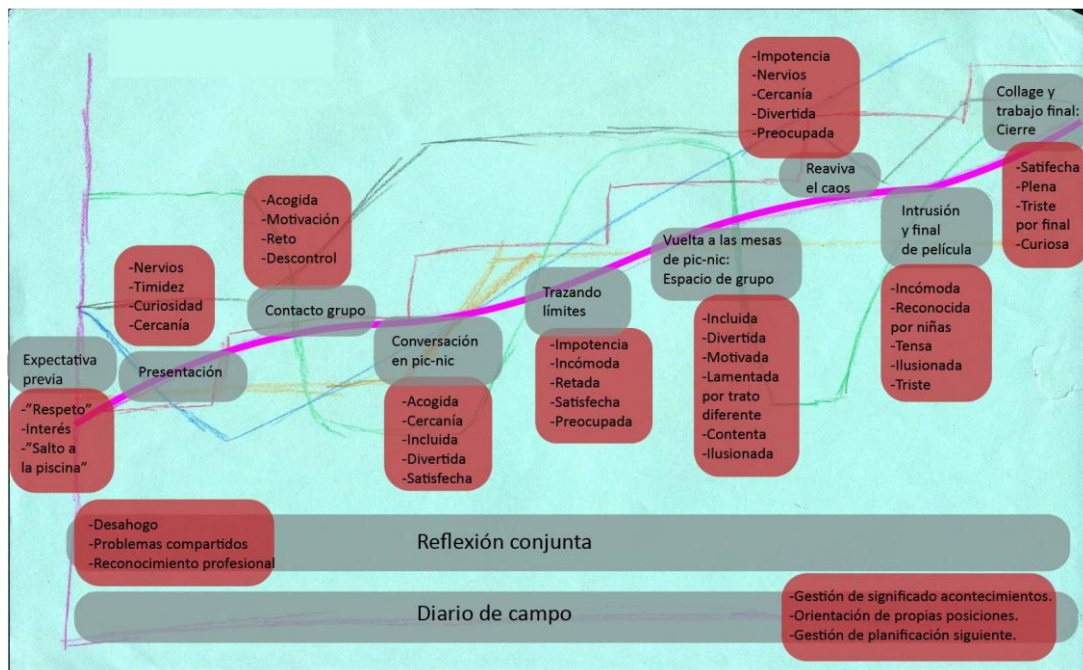 Expectativa
previa
-"Respeto"
-Interés
-"Salto a
la piscina"
-Nervios
-Timidez
-Curiosidad
-Cercanía
Presentación
-Acogida
-Motivación
-Reto
-Descontrol
Contacto grupo
Conversación
en pic-nic
-Acogida
-Cercanía
-Incluida
-Divertida
-Satisfecha
Trazando
límites
-Impotencia
-Incómoda
-Retada
-Satisfecha
-Preocupada
Vuelta a las mesas
de pic-nic:
Espacio de grupo
-Incluida
-Divertida
-Motivada
-Lamentada
por trato
diferente
-Contenta
-Ilusionada
-Impotencia
-Nervios
-Cercanía
-Divertida
-Preocupada
Reaviva
el caos
Intrusión
y final
de película
-Incómoda
-Reconocida
por niñas
-Tensa
-Ilusionada
-Triste
Collage y
trabajo final:
Cierre
-Satifecha
-Plena
-Triste
por final
-Curiosa
-Desahogo
-Problemas compartidos
-Reconocimiento profesional
Reflexión conjunta
Diario de campo
-Gestión de significado acontecimientos.
-Orientación de propias posiciones.
-Gestión de planificación siguiente.